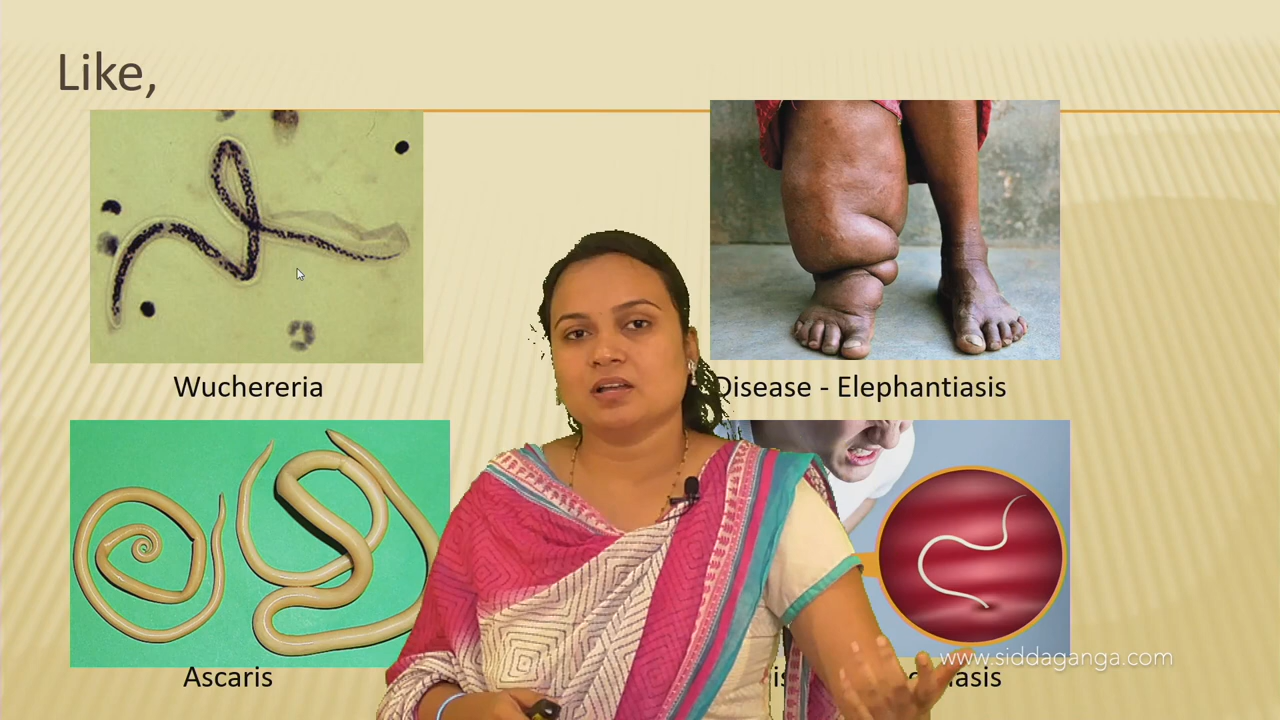 Like,
Wuchereria
Disease - Elephantiasis
www.siddaganga.com
Ascaris